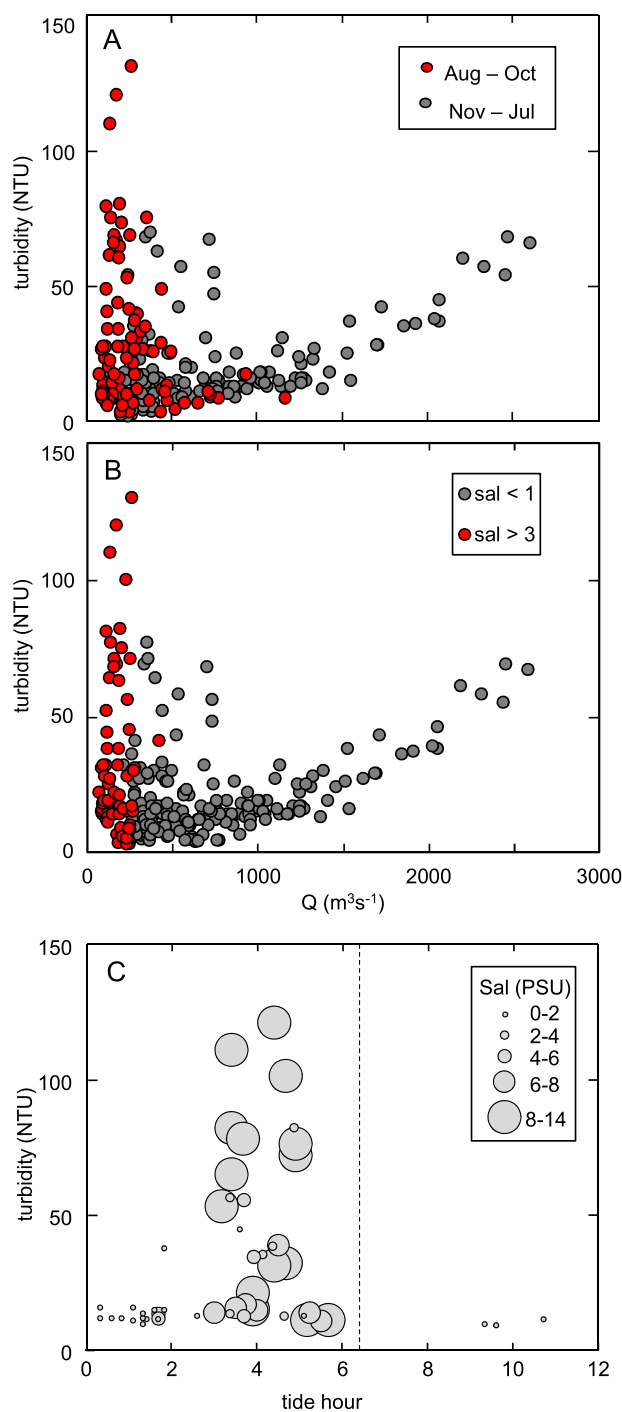 150
A
Aug – Oct
Nov – Jul
100
turbidity (NTU)
50
0
150
B
sal < 1
sal > 3
100
turbidity (NTU)
50
0
0 1000 2000 3000
Q (m³s⁻¹)
150
C
Sal (PSU)
0-2
2-4
4-6
6-8
8-14
100
turbidity (NTU)
50
0
0 2 4 6 8 10 12
tide hour